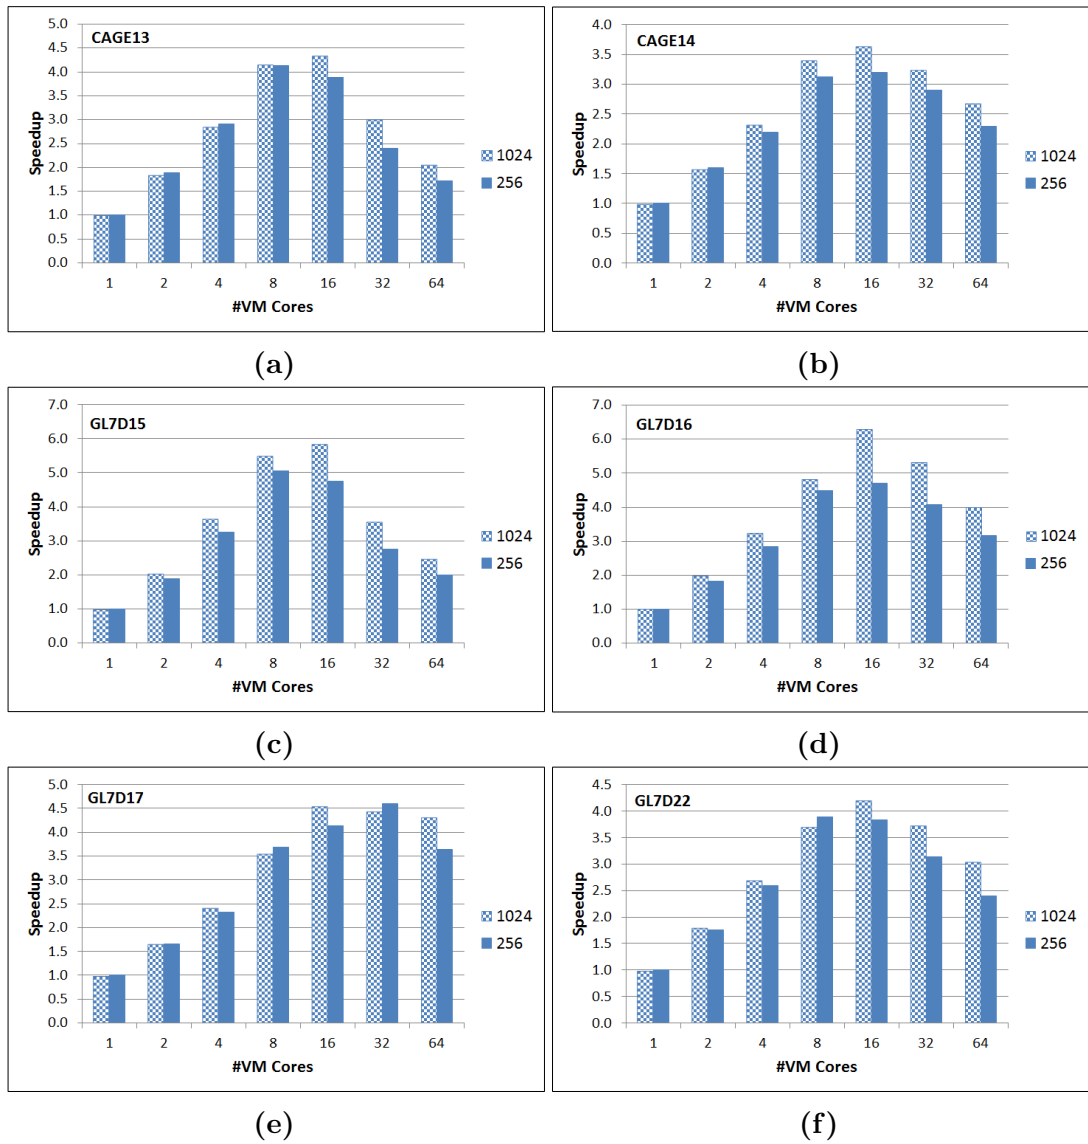 CAGE13
5.0
4.5
4.0
3.5
3.0
2.5
2.0
1.5
1.0
0.5
0.0
Speedup
1 2 4 8 16 32 64
#VM Cores
1024
256
(a)
CAGE14
4.0
3.5
3.0
2.5
2.0
1.5
1.0
0.5
0.0
Speedup
1 2 4 8 16 32 64
#VM Cores
1024
256
(b)
GL7D15
7.0
6.0
5.0
4.0
3.0
2.0
1.0
0.0
Speedup
1 2 4 8 16 32 64
#VM Cores
1024
256
(c)
GL7D16
7.0
6.0
5.0
4.0
3.0
2.0
1.0
0.0
Speedup
1 2 4 8 16 32 64
#VM Cores
1024
256
(d)
GL7D17
5.0
4.5
4.0
3.5
3.0
2.5
2.0
1.5
1.0
0.5
0.0
Speedup
1 2 4 8 16 32 64
#VM Cores
1024
256
(e)
GL7D22
4.5
4.0
3.5
3.0
2.5
2.0
1.5
1.0
0.5
0.0
Speedup
1 2 4 8 16 32 64
#VM Cores
1024
256
(f)